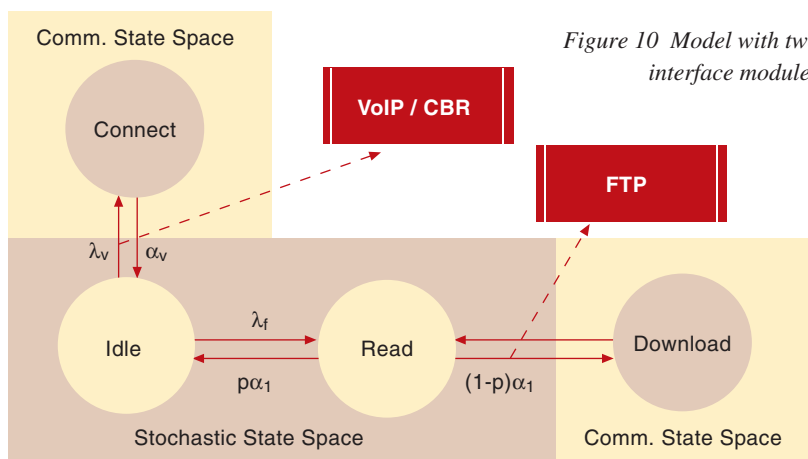 Comm. State Space
Figure 10 Model with tw
interface module
Connect
VoIP / CBR
FTP
λv αv
λf
Idle Read Download
pα1 (1-p)α1
Stochastic State Space Comm. State Space